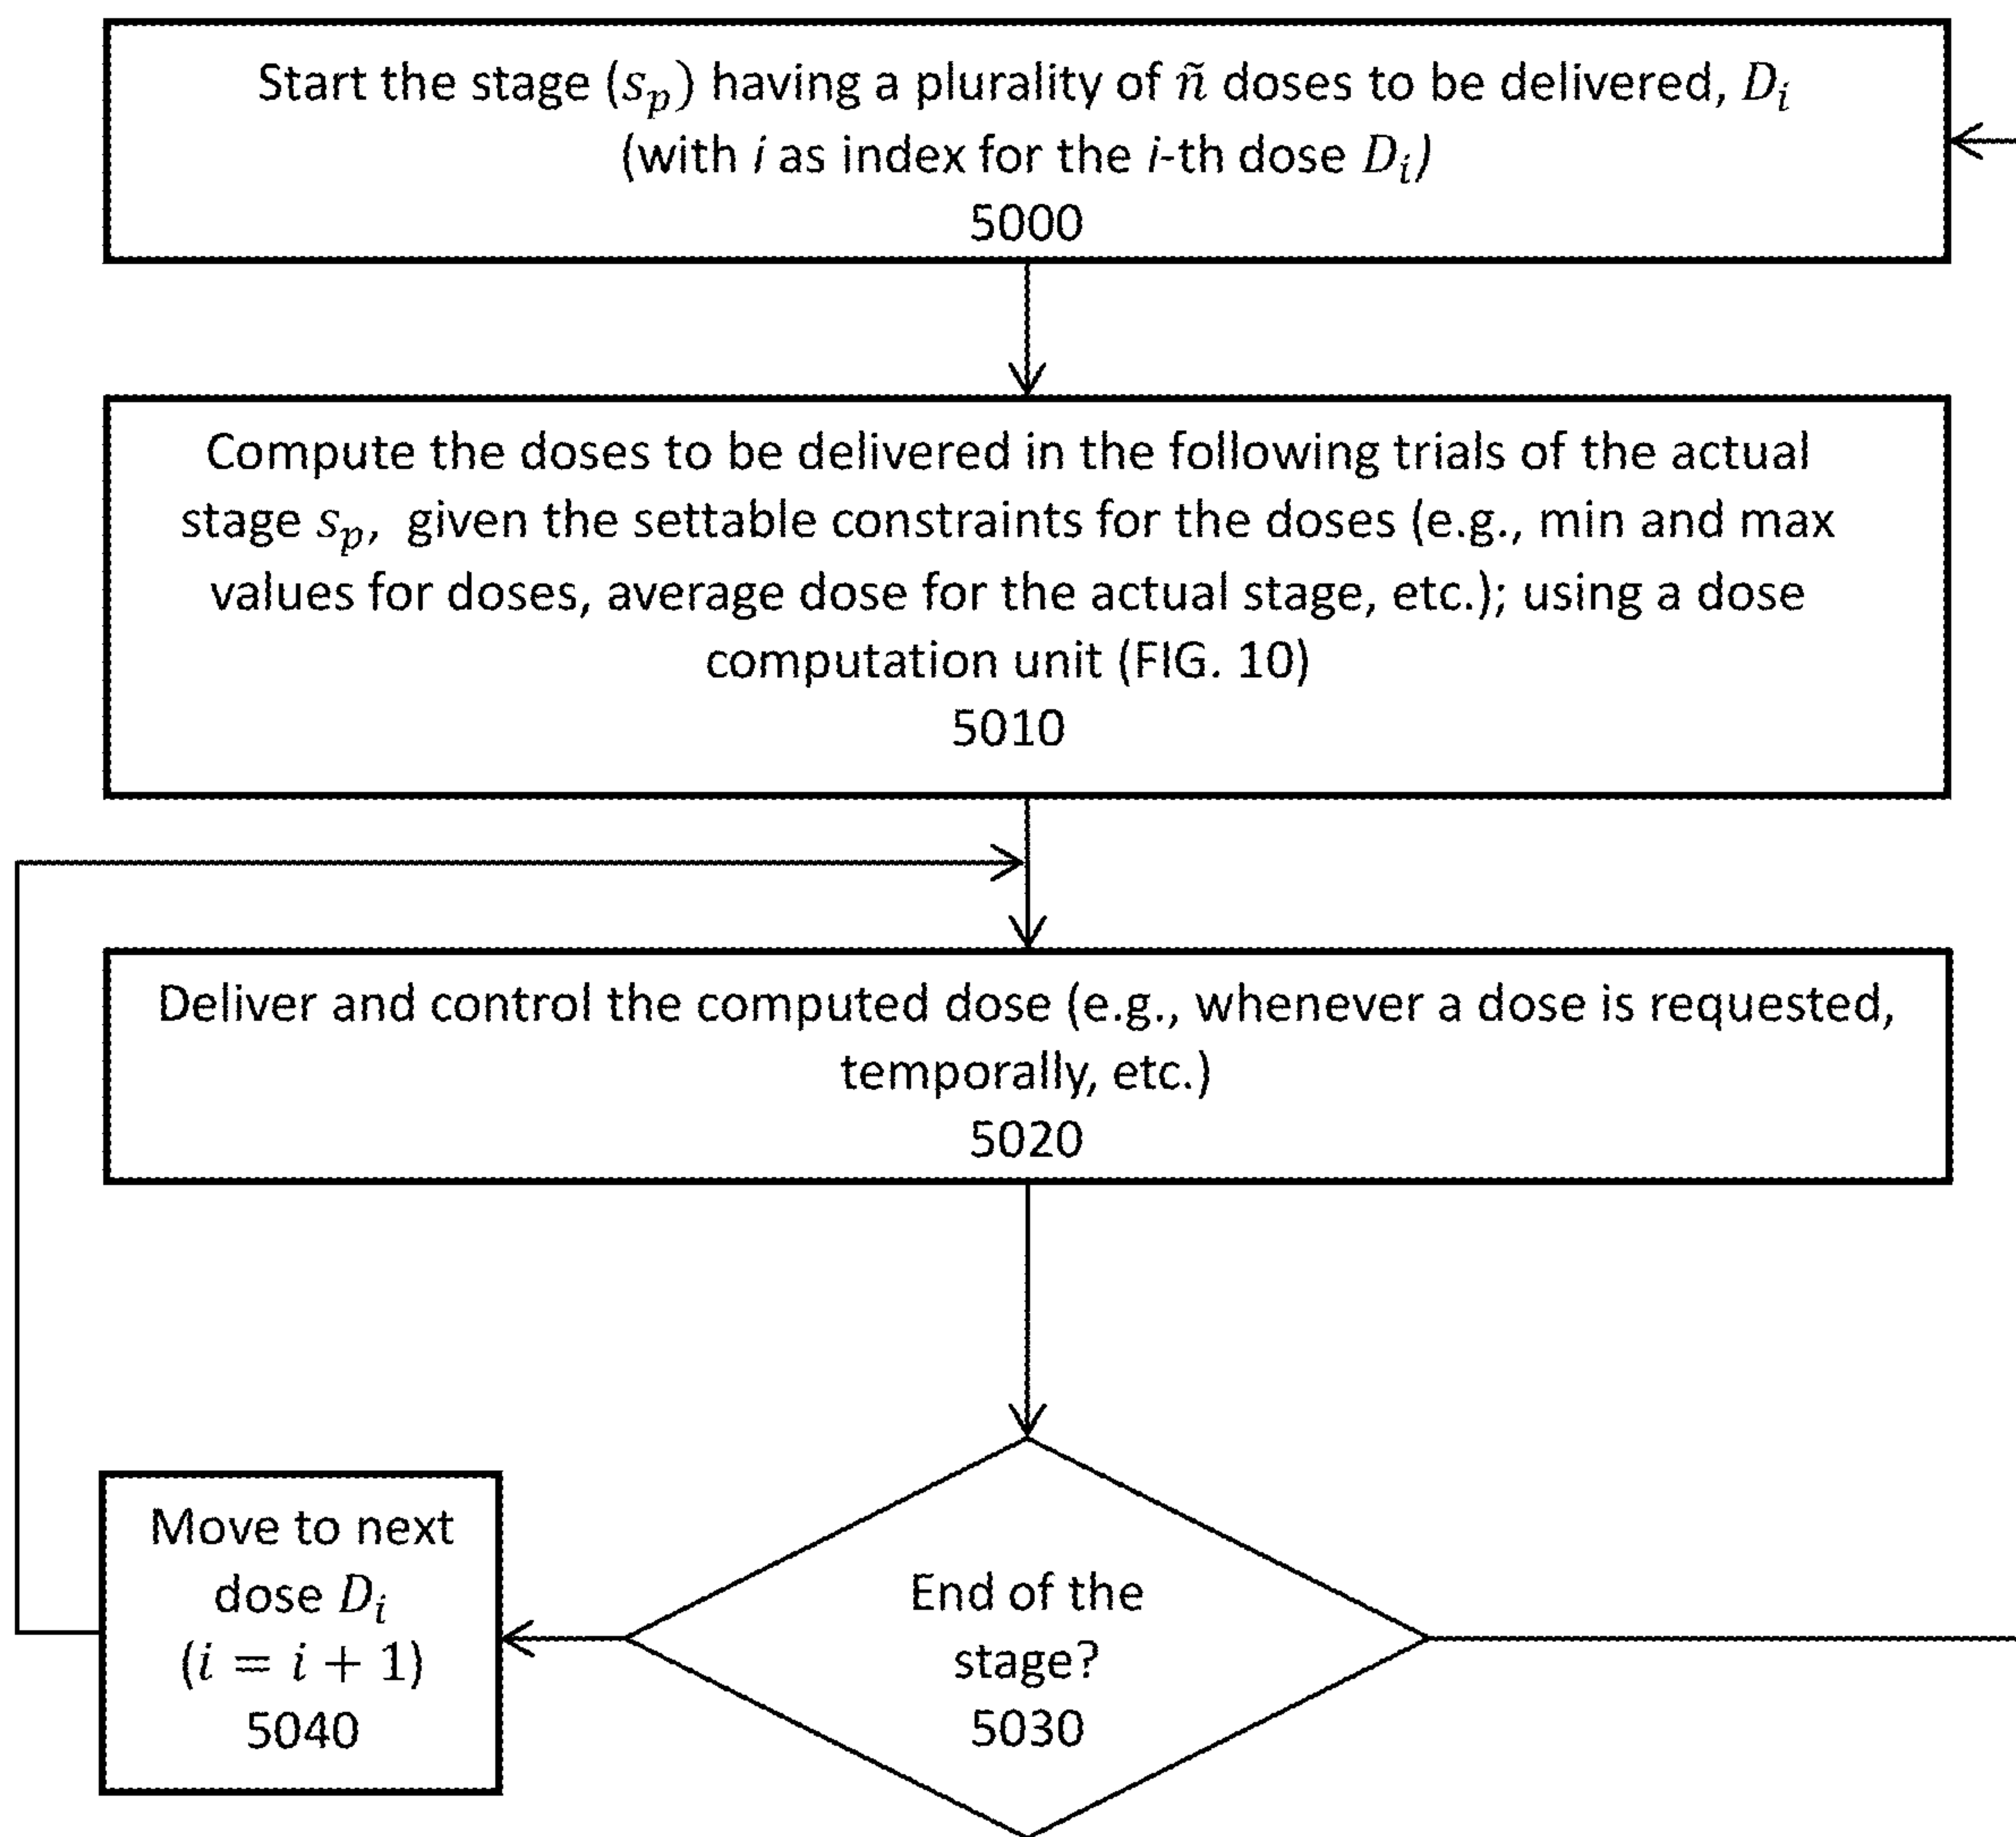 Start the stage (s_p) having a plurality of ñ doses to be delivered, D_i
(with i as index for the i-th dose D_i)
5000
Compute the doses to be delivered in the following trials of the actual
stage s_p, given the settable constraints for the doses (e.g., min and max
values for doses, average dose for the actual stage, etc.); using a dose
computation unit (FIG. 10)
5010
Deliver and control the computed dose (e.g., whenever a dose is requested,
temporally, etc.)
5020
End of the
stage?
5030
Move to next
dose D_i
(i = i + 1)
5040